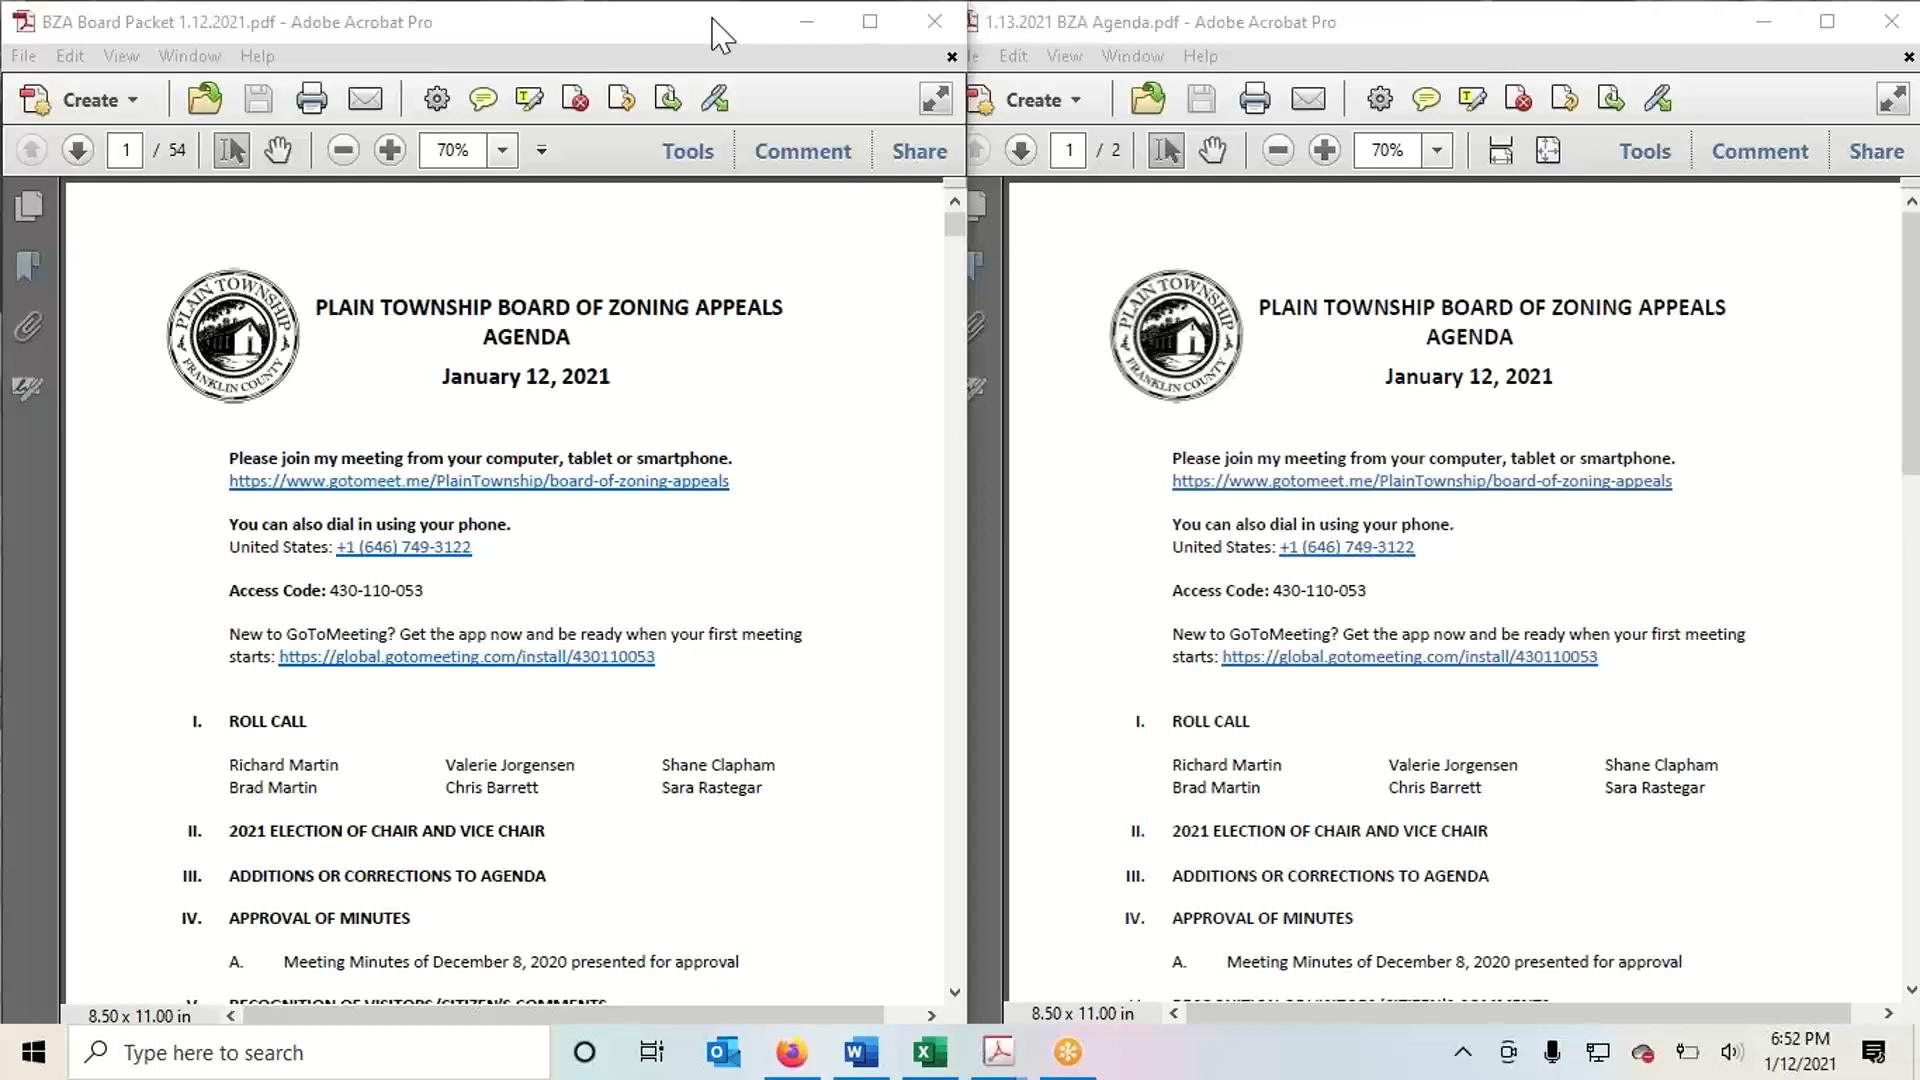 BZA Board Packet 1.12.2021.pdf - Adobe Acrobat Pro
File Edit View Window Help
Create
1 / 54
70%
Tools Comment Share
PLAIN TOWNSHIP
FRANKLIN COUNTY
PLAIN TOWNSHIP BOARD OF ZONING APPEALS
AGENDA
January 12, 2021
Please join my meeting from your computer, tablet or smartphone.
https://www.gotomeet.me/PlainTownship/board-of-zoning-appeals
You can also dial in using your phone.
United States: +1 (646) 749-3122
Access Code: 430-110-053
New to GoToMeeting? Get the app now and be ready when your first meeting
starts: https://global.gotomeeting.com/install/430110053
I. ROLL CALL
Richard Martin Valerie Jorgensen Shane Clapham
Brad Martin Chris Barrett Sara Rastegar
II. 2021 ELECTION OF CHAIR AND VICE CHAIR
III. ADDITIONS OR CORRECTIONS TO AGENDA
IV. APPROVAL OF MINUTES
A. Meeting Minutes of December 8, 2020 presented for approval
V. RECOGNITION OF VISITORS/CITIZEN'S COMMENTS
8.50 x 11.00 in
1.13.2021 BZA Agenda.pdf - Adobe Acrobat Pro
Edit View Window Help
Create
1 / 2
70%
Tools Comment Share
PLAIN TOWNSHIP
FRANKLIN COUNTY
PLAIN TOWNSHIP BOARD OF ZONING APPEALS
AGENDA
January 12, 2021
Please join my meeting from your computer, tablet or smartphone.
https://www.gotomeet.me/PlainTownship/board-of-zoning-appeals
You can also dial in using your phone.
United States: +1 (646) 749-3122
Access Code: 430-110-053
New to GoToMeeting? Get the app now and be ready when your first meeting
starts: https://global.gotomeeting.com/install/430110053
I. ROLL CALL
Richard Martin Valerie Jorgensen Shane Clapham
Brad Martin Chris Barrett Sara Rastegar
II. 2021 ELECTION OF CHAIR AND VICE CHAIR
III. ADDITIONS OR CORRECTIONS TO AGENDA
IV. APPROVAL OF MINUTES
A. Meeting Minutes of December 8, 2020 presented for approval
8.50 x 11.00 in
Type here to search
6:52 PM
1/12/2021